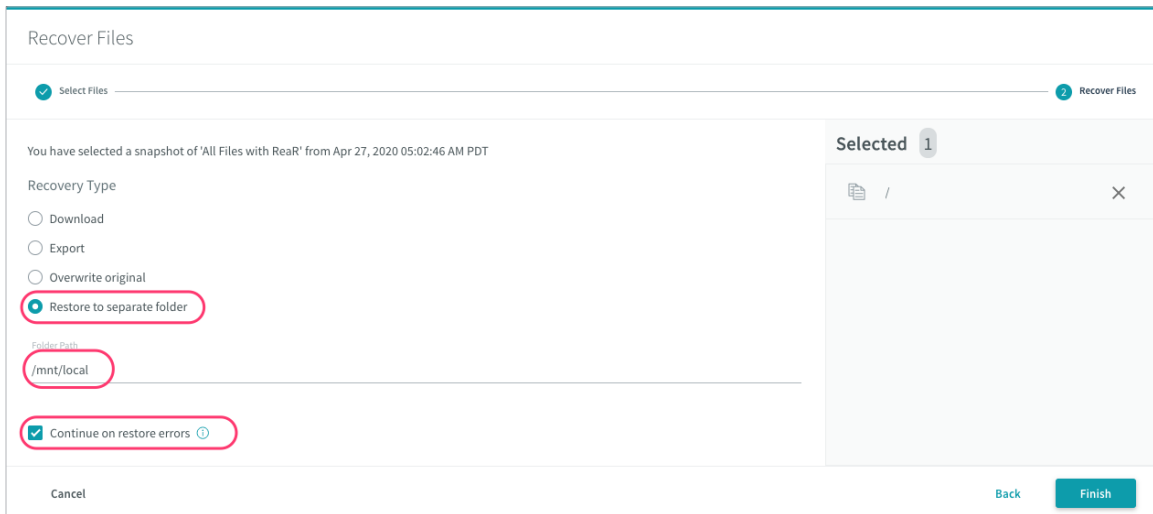 Recover Files
Select Files
2 Recover Files
You have selected a snapshot of 'All Files with ReaR' from Apr 27, 2020 05:02:46 AM PDT
Recovery Type
Download
Export
Overwrite original
Restore to separate folder
Folder Path
/mnt/local
Continue on restore errors
Selected 1
/
Cancel
Back
Finish